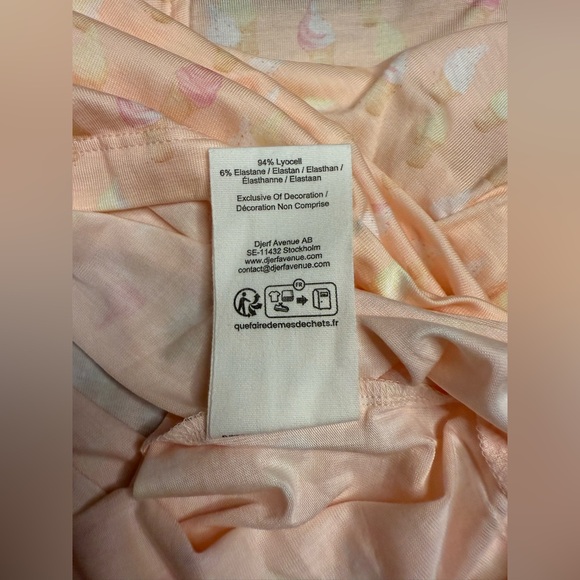 94% Lyocell
6% Elastane / Elastan / Elasthan /
Élasthanne / Elastaan
Exclusive Of Decoration /
Décoration Non Comprise
Djerf Avenue AB
SE-11432 Stockholm
www.djerfavenue.com
contact@djerfavenue.com
FR
quefairedemesdechets.fr